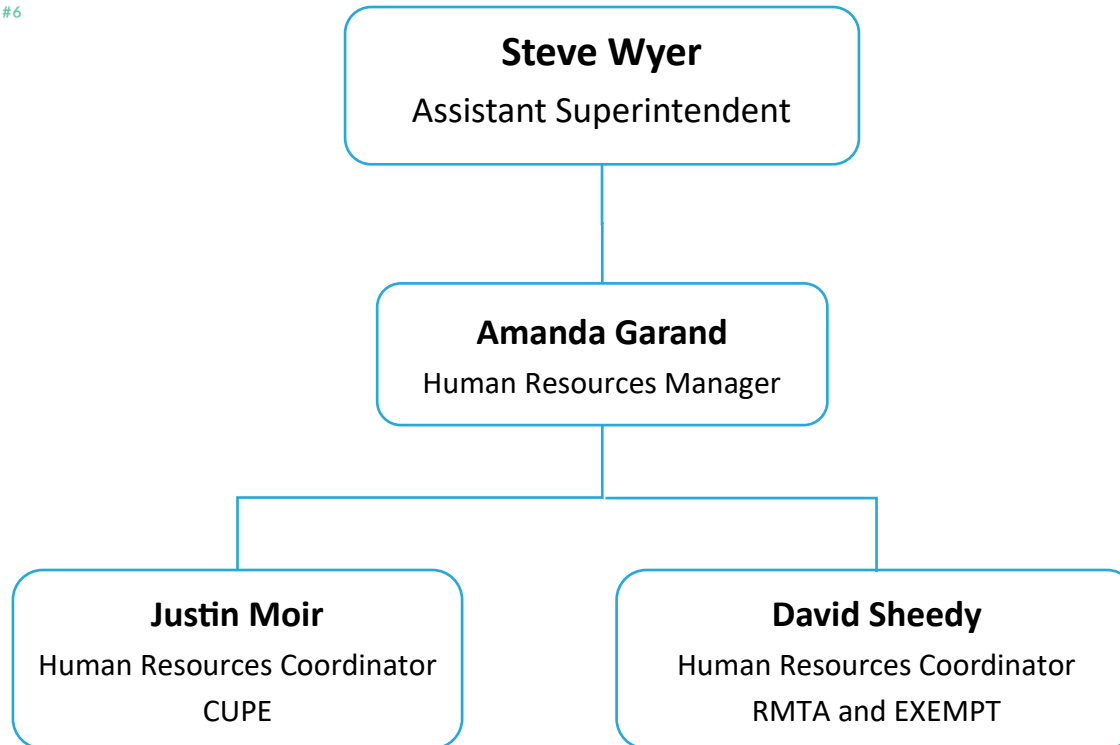 #6
Steve Wyer
Assistant Superintendent
Amanda Garand
Human Resources Manager
Justin Moir
Human Resources Coordinator
CUPE
David Sheedy
Human Resources Coordinator
RMTA and EXEMPT